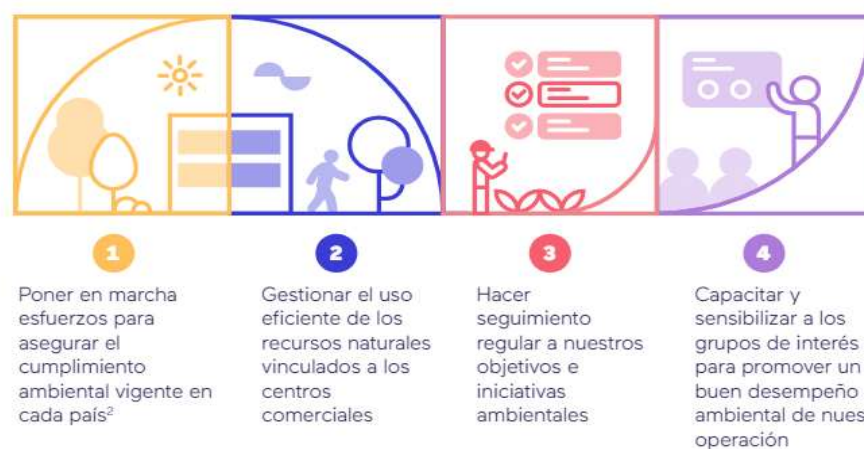 1
Poner en marcha
esfuerzos para
asegurar el
cumplimiento
ambiental vigente en
cada país²
2
Gestionar el uso
eficiente de los
recursos naturales
vinculados a los
centros
comerciales
3
Hacer
seguimiento
regular a nuestros
objetivos e
iniciativas
ambientales
4
Capacitar y
sensibilizar a los
grupos de interés
para promover un
buen desempeño
ambiental de nues
operación